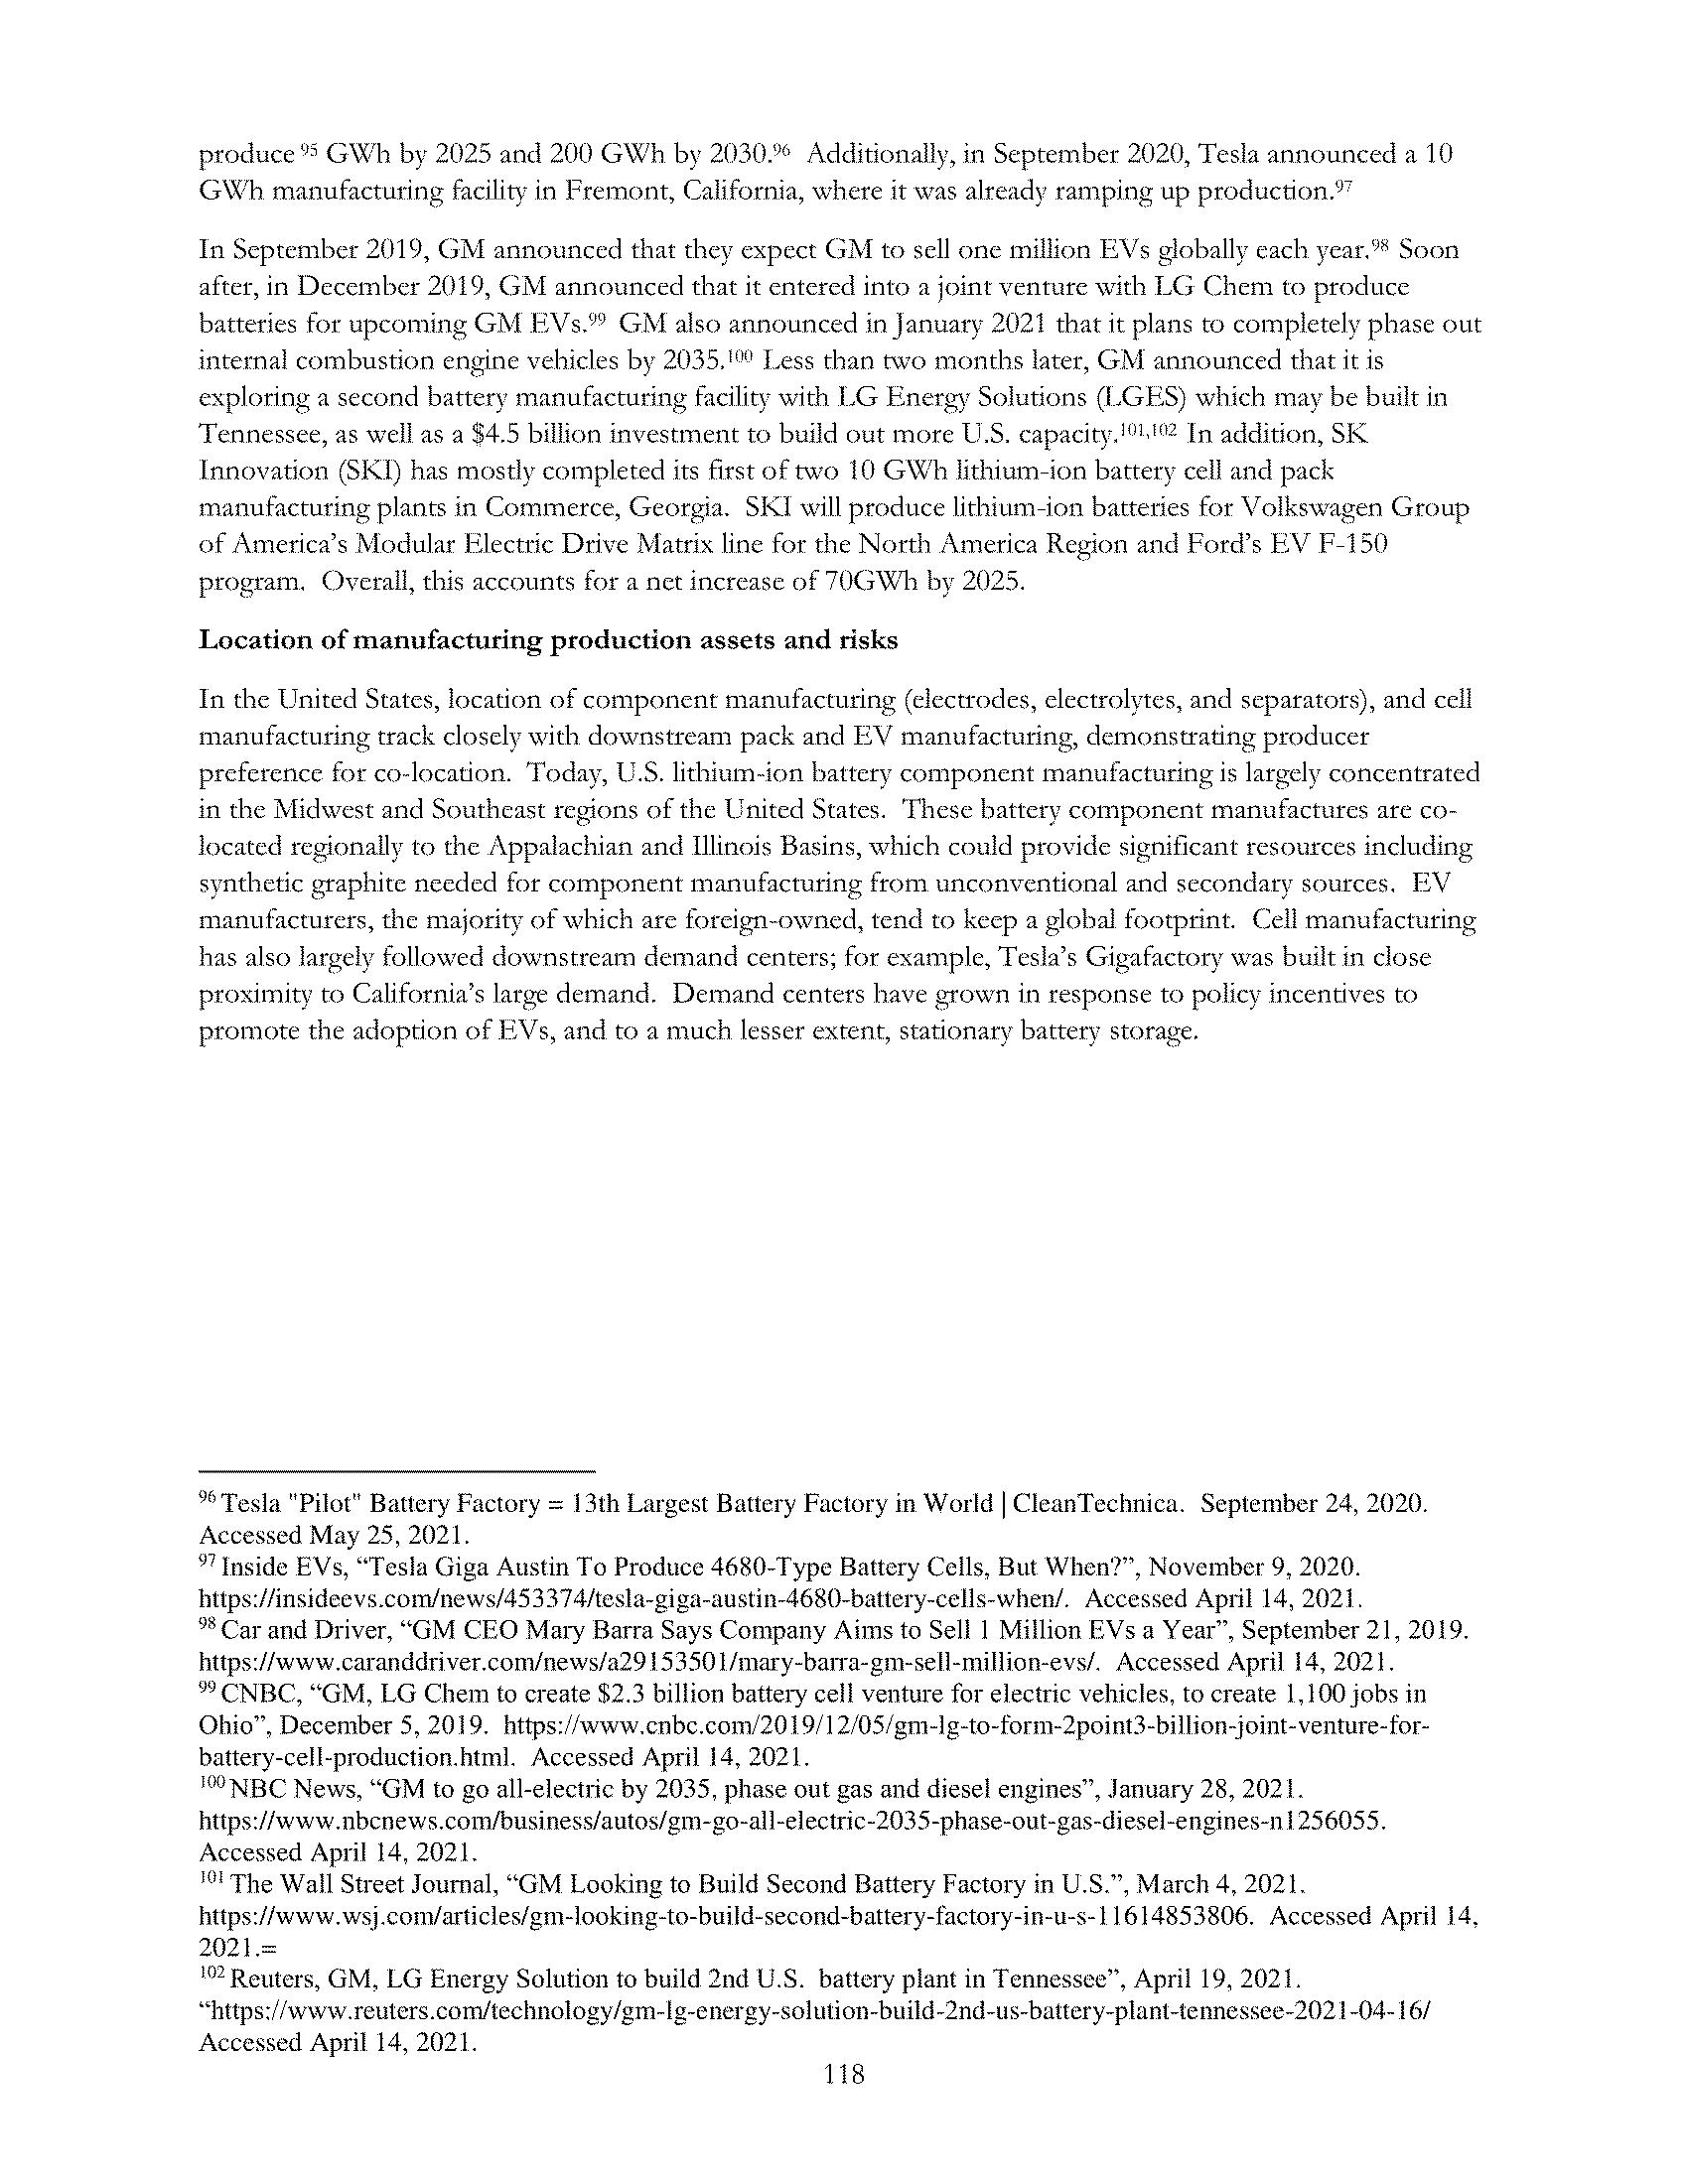 produce ⁹⁵ GWh by 2025 and 200 GWh by 2030.⁹⁶ Additionally, in September 2020, Tesla announced a 10
GWh manufacturing facility in Fremont, California, where it was already ramping up production.⁹⁷
In September 2019, GM announced that they expect GM to sell one million EVs globally each year.⁹⁸ Soon
after, in December 2019, GM announced that it entered into a joint venture with LG Chem to produce
batteries for upcoming GM EVs.⁹⁹ GM also announced in January 2021 that it plans to completely phase out
internal combustion engine vehicles by 2035.¹⁰⁰ Less than two months later, GM announced that it is
exploring a second battery manufacturing facility with LG Energy Solutions (LGES) which may be built in
Tennessee, as well as a $4.5 billion investment to build out more U.S. capacity.¹⁰¹,¹⁰² In addition, SK
Innovation (SKI) has mostly completed its first of two 10 GWh lithium-ion battery cell and pack
manufacturing plants in Commerce, Georgia. SKI will produce lithium-ion batteries for Volkswagen Group
of America’s Modular Electric Drive Matrix line for the North America Region and Ford’s EV F-150
program. Overall, this accounts for a net increase of 70GWh by 2025.
Location of manufacturing production assets and risks
In the United States, location of component manufacturing (electrodes, electrolytes, and separators), and cell
manufacturing track closely with downstream pack and EV manufacturing, demonstrating producer
preference for co-location. Today, U.S. lithium-ion battery component manufacturing is largely concentrated
in the Midwest and Southeast regions of the United States. These battery component manufactures are co-
located regionally to the Appalachian and Illinois Basins, which could provide significant resources including
synthetic graphite needed for component manufacturing from unconventional and secondary sources. EV
manufacturers, the majority of which are foreign-owned, tend to keep a global footprint. Cell manufacturing
has also largely followed downstream demand centers; for example, Tesla’s Gigafactory was built in close
proximity to California’s large demand. Demand centers have grown in response to policy incentives to
promote the adoption of EVs, and to a much lesser extent, stationary battery storage.
⁹⁶ Tesla "Pilot" Battery Factory = 13th Largest Battery Factory in World | CleanTechnica. September 24, 2020.
Accessed May 25, 2021.
⁹⁷ Inside EVs, “Tesla Giga Austin To Produce 4680-Type Battery Cells, But When?”, November 9, 2020.
https://insideevs.com/news/453374/tesla-giga-austin-4680-battery-cells-when/. Accessed April 14, 2021.
⁹⁸ Car and Driver, “GM CEO Mary Barra Says Company Aims to Sell 1 Million EVs a Year”, September 21, 2019.
https://www.caranddriver.com/news/a29153501/mary-barra-gm-sell-million-evs/. Accessed April 14, 2021.
⁹⁹ CNBC, “GM, LG Chem to create $2.3 billion battery cell venture for electric vehicles, to create 1,100 jobs in
Ohio”, December 5, 2019. https://www.cnbc.com/2019/12/05/gm-lg-to-form-2point3-billion-joint-venture-for-
battery-cell-production.html. Accessed April 14, 2021.
¹⁰⁰ NBC News, “GM to go all-electric by 2035, phase out gas and diesel engines”, January 28, 2021.
https://www.nbcnews.com/business/autos/gm-go-all-electric-2035-phase-out-gas-diesel-engines-n1256055.
Accessed April 14, 2021.
¹⁰¹ The Wall Street Journal, “GM Looking to Build Second Battery Factory in U.S.”, March 4, 2021.
https://www.wsj.com/articles/gm-looking-to-build-second-battery-factory-in-u-s-11614853806. Accessed April 14,
2021.=
¹⁰² Reuters, GM, LG Energy Solution to build 2nd U.S. battery plant in Tennessee”, April 19, 2021.
“https://www.reuters.com/technology/gm-lg-energy-solution-build-2nd-us-battery-plant-tennessee-2021-04-16/
Accessed April 14, 2021.
118